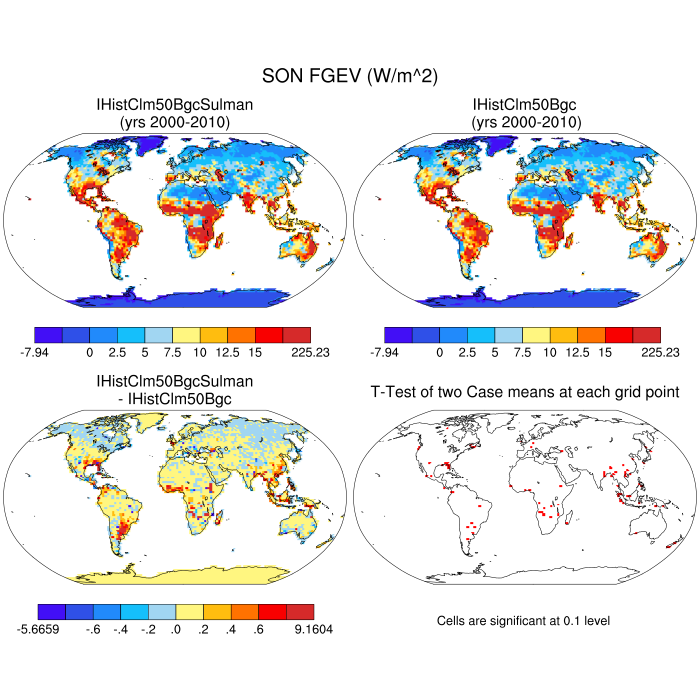 SON FGEV (W/m^2)
IHistClm50BgcSulman
(yrs 2000-2010)
IHistClm50Bgc
(yrs 2000-2010)
-7.94 0 2.5 5 7.5 10 12.5 15 225.23
-7.94 0 2.5 5 7.5 10 12.5 15 225.23
IHistClm50BgcSulman
- IHistClm50Bgc
T-Test of two Case means at each grid point
-5.6659 -.6 -.4 -.2 .0 .2 .4 .6 9.1604
Cells are significant at 0.1 level